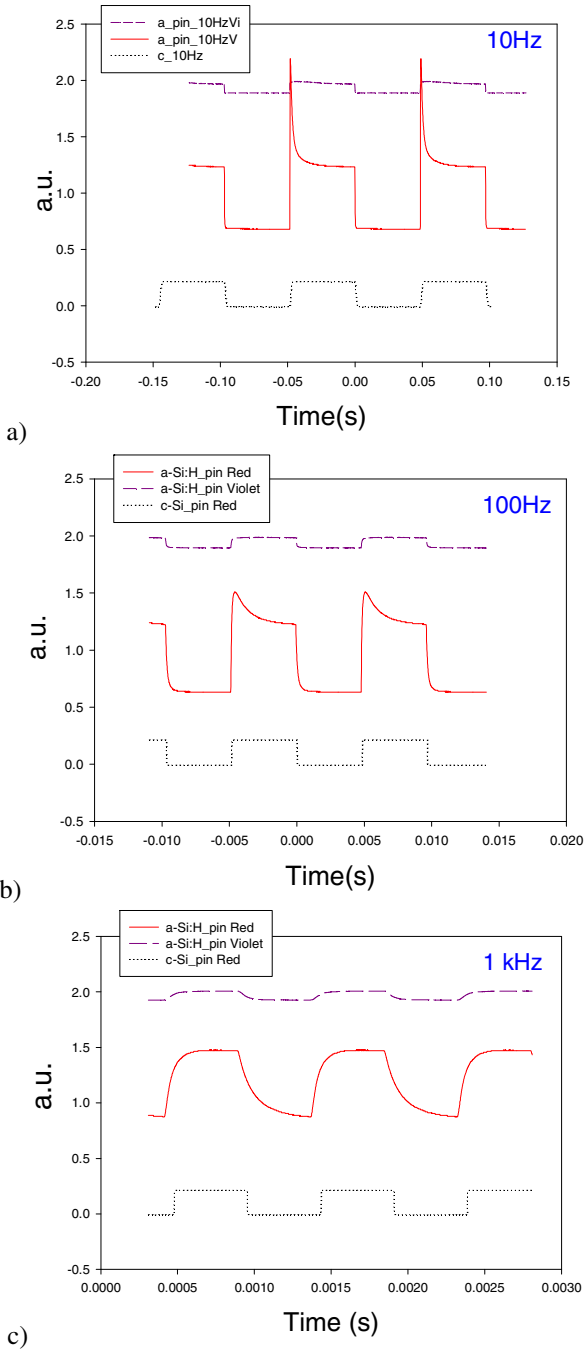 a_pin_10HzVi
a_pin_10HzV
c_10Hz
10Hz
2.5
2.0
1.5
1.0
0.5
0.0
-0.5
a.u.
-0.20 -0.15 -0.10 -0.05 0.00 0.05 0.10 0.15
Time(s)
a)
a-Si:H_pin Red
a-Si:H_pin Violet
c-Si_pin Red
100Hz
2.5
2.0
1.5
1.0
0.5
0.0
-0.5
a.u.
-0.015 -0.010 -0.005 0.000 0.005 0.010 0.015 0.020
Time(s)
b)
a-Si:H_pin Red
a-Si:H_pin Violet
c-Si_pin Red
1 kHz
2.5
2.0
1.5
1.0
0.5
0.0
-0.5
a.u.
0.0000 0.0005 0.0010 0.0015 0.0020 0.0025 0.0030
Time (s)
c)